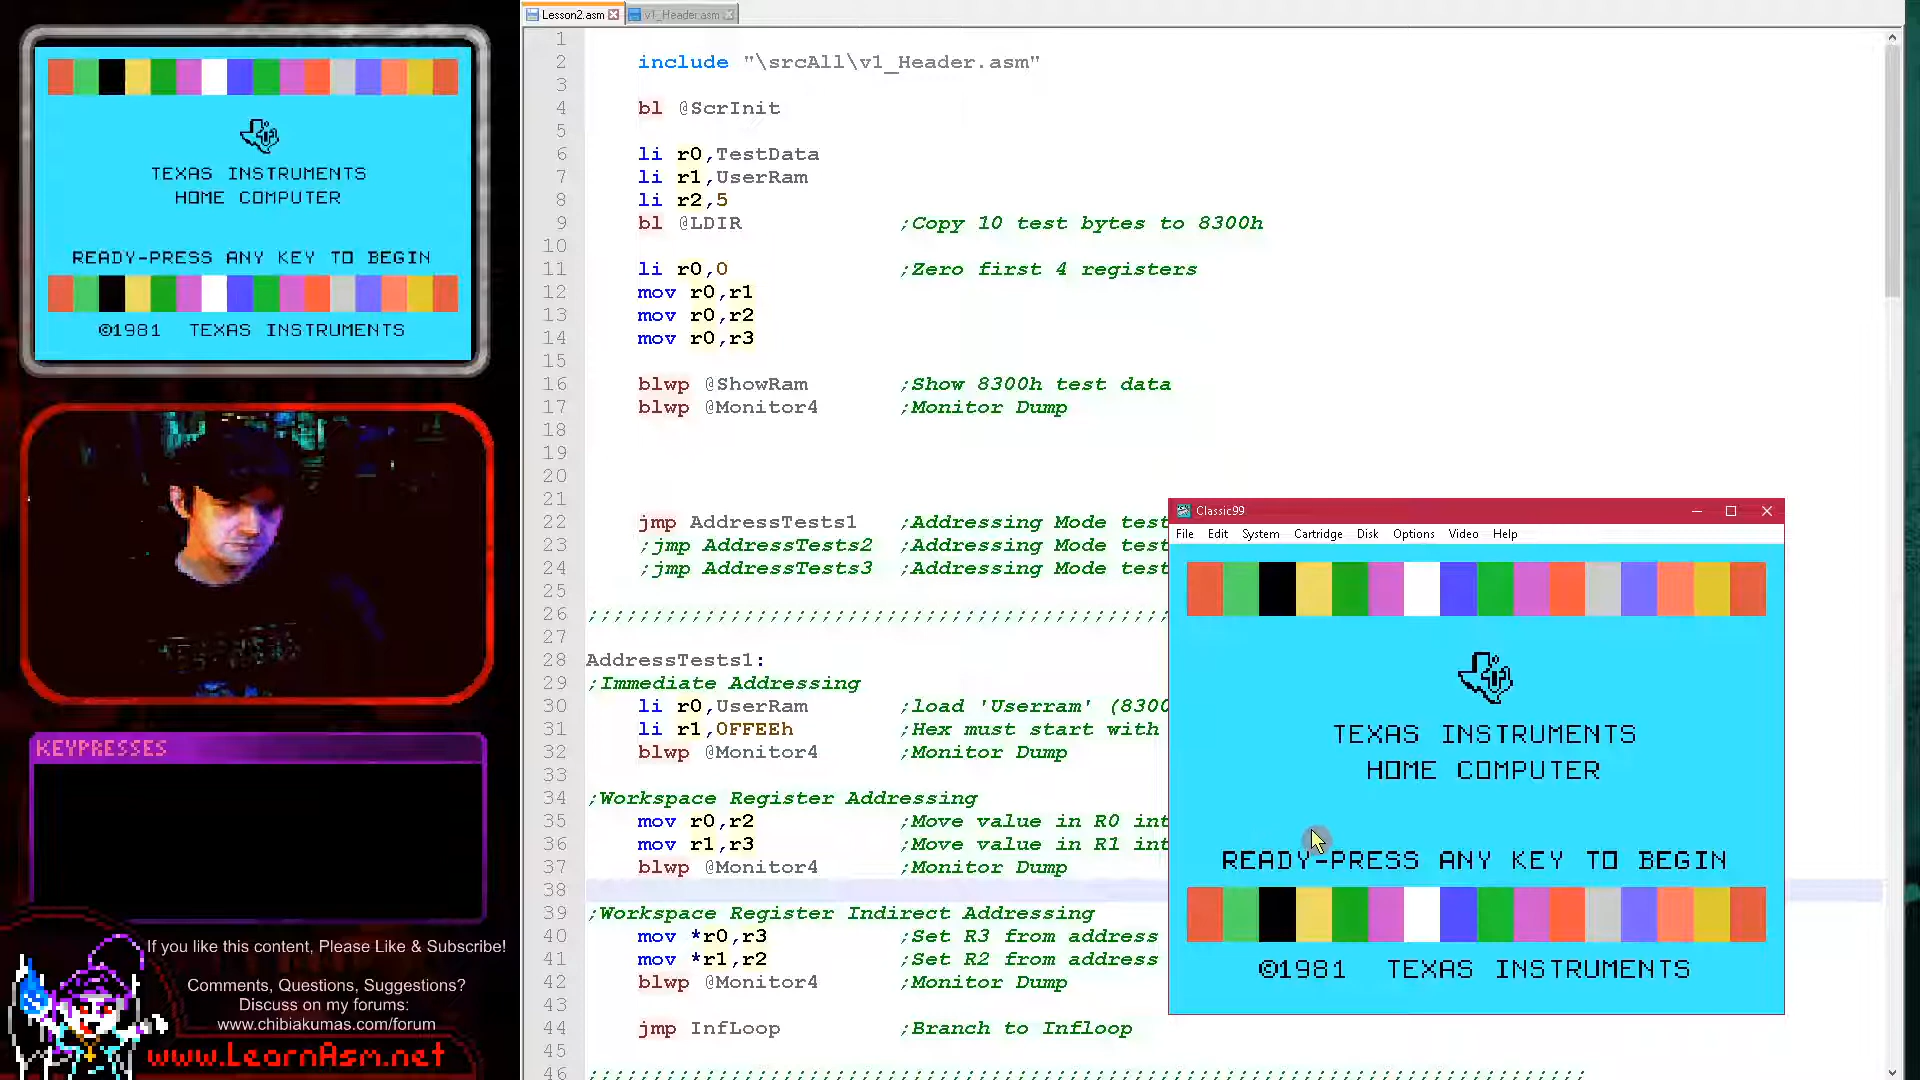 TEXAS INSTRUMENTS
HOME COMPUTER
READY-PRESS ANY KEY TO BEGIN
©1981 TEXAS INSTRUMENTS
KEYPRESSES
If you like this content, Please Like & Subscribe!
Comments, Questions, Suggestions?
Discuss on my forums:
www.chibiakumas.com/forum
www.LearnAsm.net
Lesson2.asm
v1_Header.asm
1
2 include "\srcAll\v1_Header.asm"
3
4 bl @ScrInit
5
6 li r0,TestData
7 li r1,UserRam
8 li r2,5
9 bl @LDIR ;Copy 10 test bytes to 8300h
10
11 li r0,0 ;Zero first 4 registers
12 mov r0,r1
13 mov r0,r2
14 mov r0,r3
15
16 blwp @ShowRam ;Show 8300h test data
17 blwp @Monitor4 ;Monitor Dump
18
19
20
21
22 jmp AddressTests1 ;Addressing Mode test
23 ;jmp AddressTests2 ;Addressing Mode test
24 ;jmp AddressTests3 ;Addressing Mode test
25
26 ;;;;;;;;;;;;;;;;;;;;;;;;;;;;;;;;;;;;;;;;;;;;
27
28 AddressTests1:
29 ;Immediate Addressing
30 li r0,UserRam ;load 'Userram' (8300
31 li r1,0FFEEh ;Hex must start with
32 blwp @Monitor4 ;Monitor Dump
33
34 ;Workspace Register Addressing
35 mov r0,r2 ;Move value in R0 int
36 mov r1,r3 ;Move value in R1 int
37 blwp @Monitor4 ;Monitor Dump
38
39 ;Workspace Register Indirect Addressing
40 mov *r0,r3 ;Set R3 from address
41 mov *r1,r2 ;Set R2 from address
42 blwp @Monitor4 ;Monitor Dump
43
44 jmp InfLoop ;Branch to Infloop
45
46 ;;;;;;;;;;;;;;;;;;;;;;;;;;;;;;;;;;;;;;;;;;;;;;;;;;;;;;;;;;;;;;;;;;;;;;;;;;;;
Classic99
File Edit System Cartridge Disk Options Video Help
TEXAS INSTRUMENTS
HOME COMPUTER
READY-PRESS ANY KEY TO BEGIN
©1981 TEXAS INSTRUMENTS